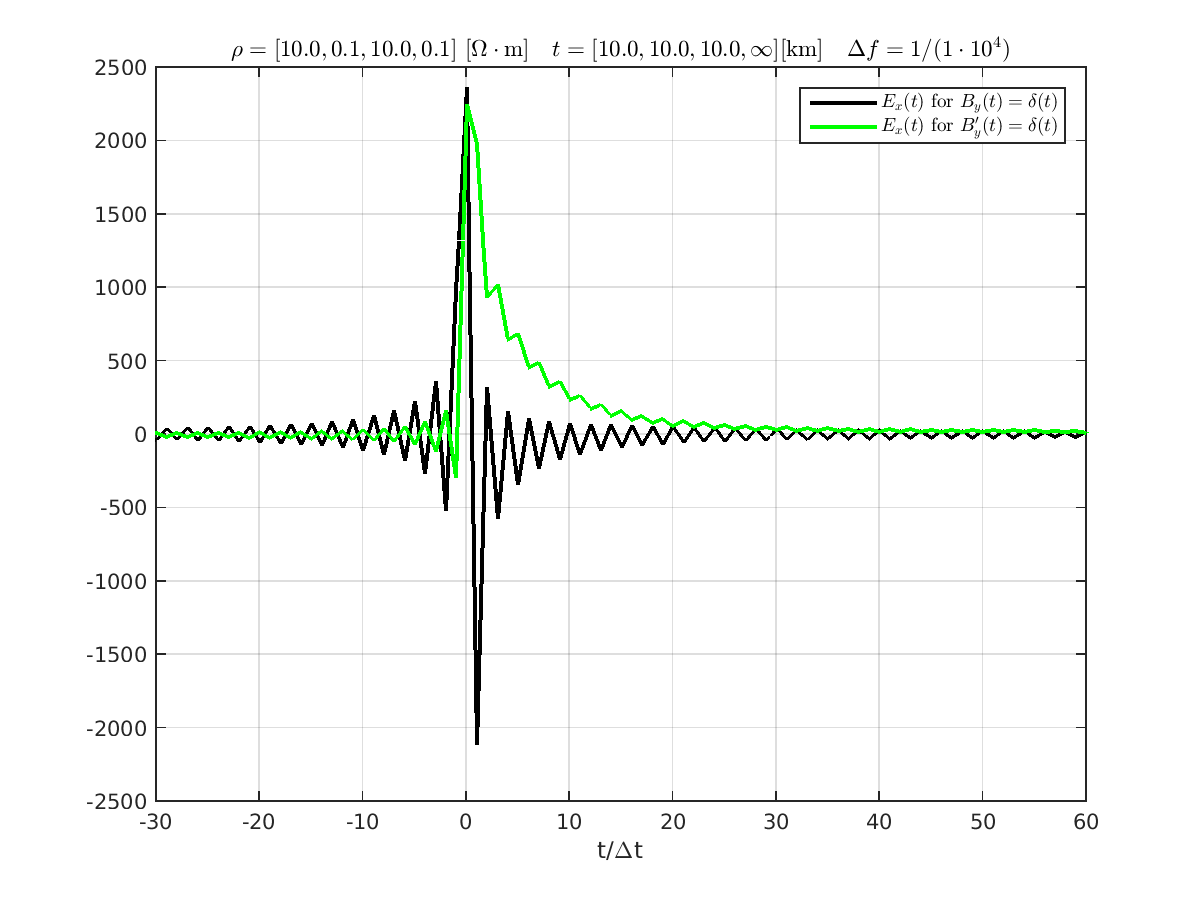 ρ = [10.0, 0.1, 10.0, 0.1] [Ω · m] t = [10.0, 10.0, 10.0, ∞][km] Δf = 1/(1 · 10⁴)
E_x(t) for B_y(t) = δ(t)
E_x(t) for B′_y(t) = δ(t)
2500
2000
1500
1000
500
0
-500
-1000
-1500
-2000
-2500
-30 -20 -10 0 10 20 30 40 50 60
t/Δt